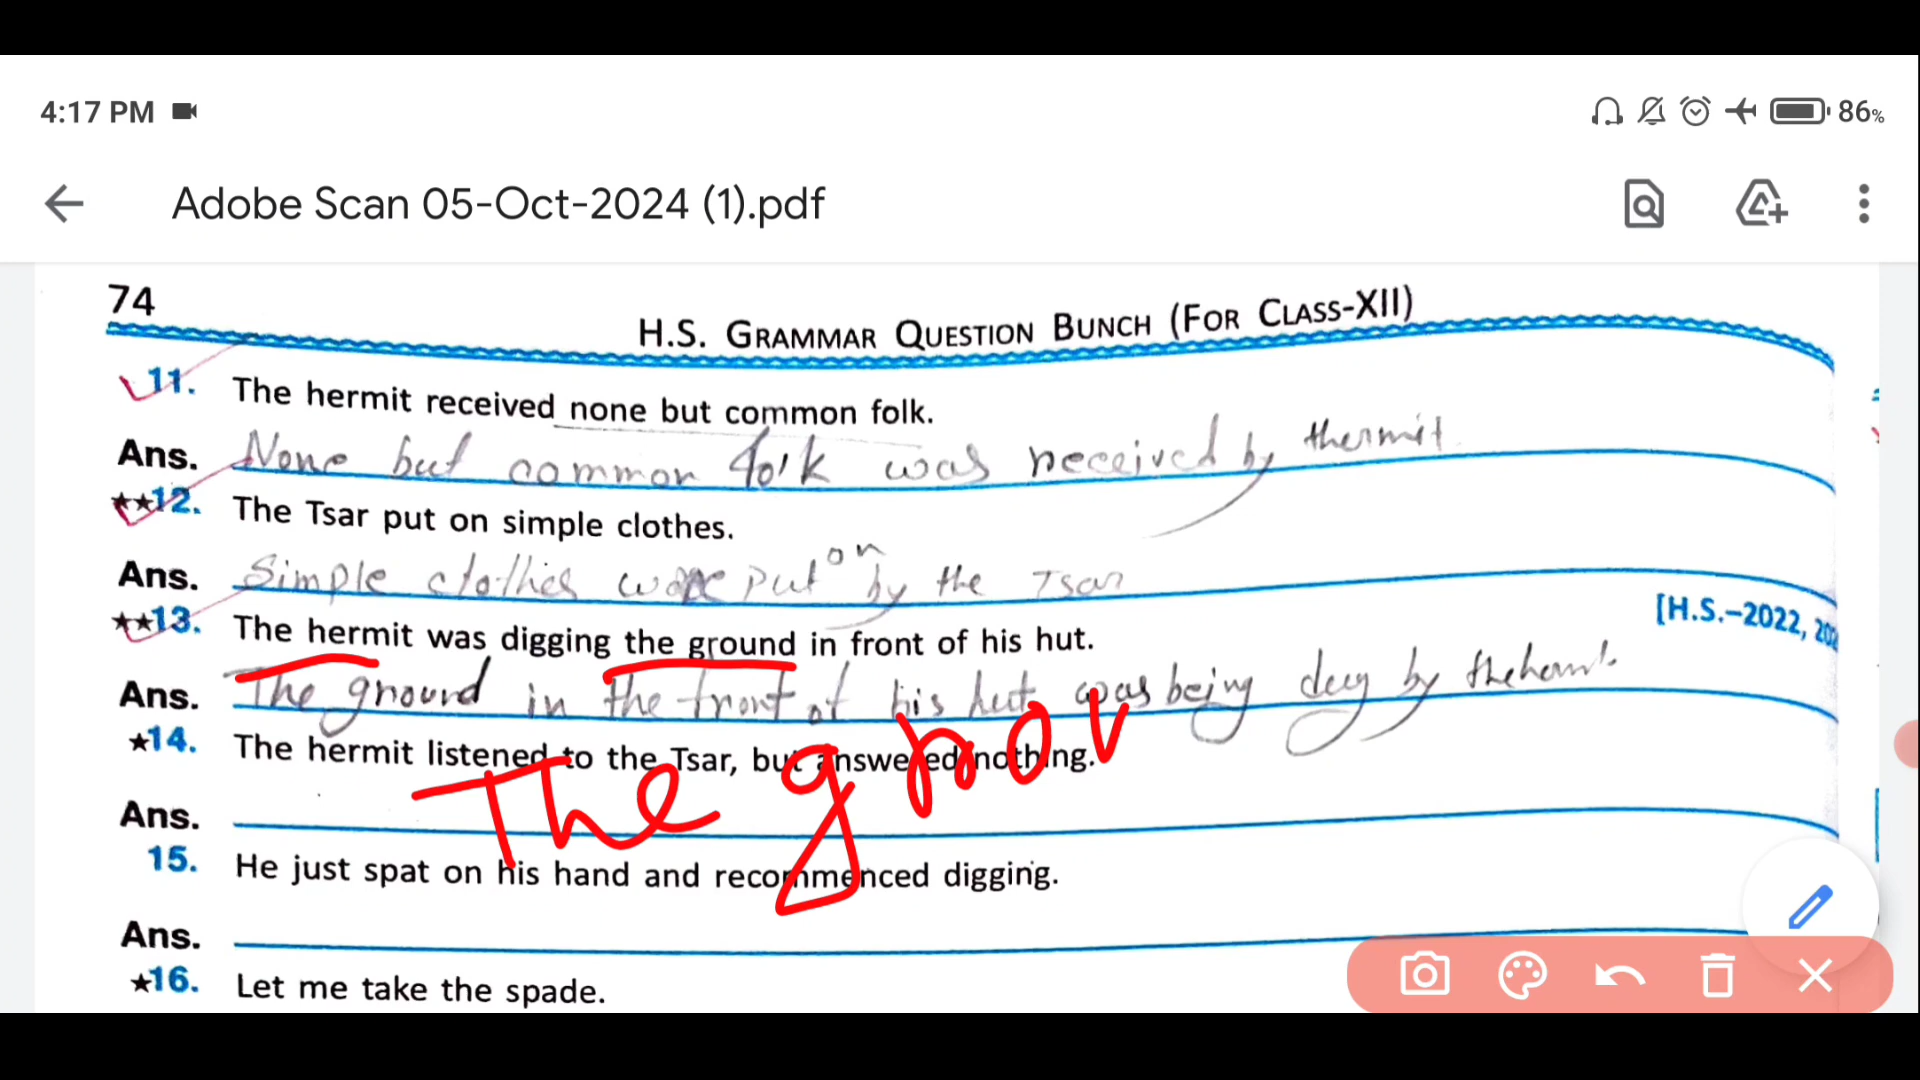 4:17 PM
86%
Adobe Scan 05-Oct-2024 (1).pdf
74
H.S. GRAMMAR QUESTION BUNCH (FOR CLASS-XII)
11. The hermit received none but common folk.
Ans. None but common folk was received by thermit
★★12. The Tsar put on simple clothes.
Ans. Simple clothes were put on by the Tsar
[H.S.–2022, 202
★★13. The hermit was digging the ground in front of his hut.
Ans. The ground in the front of his hut was being by
★14. The hermit listened to the Tsar, but answered nothing.
The grou
Ans.
15. He just spat on his hand and recommenced digging.
Ans.
★16. Let me take the spade.